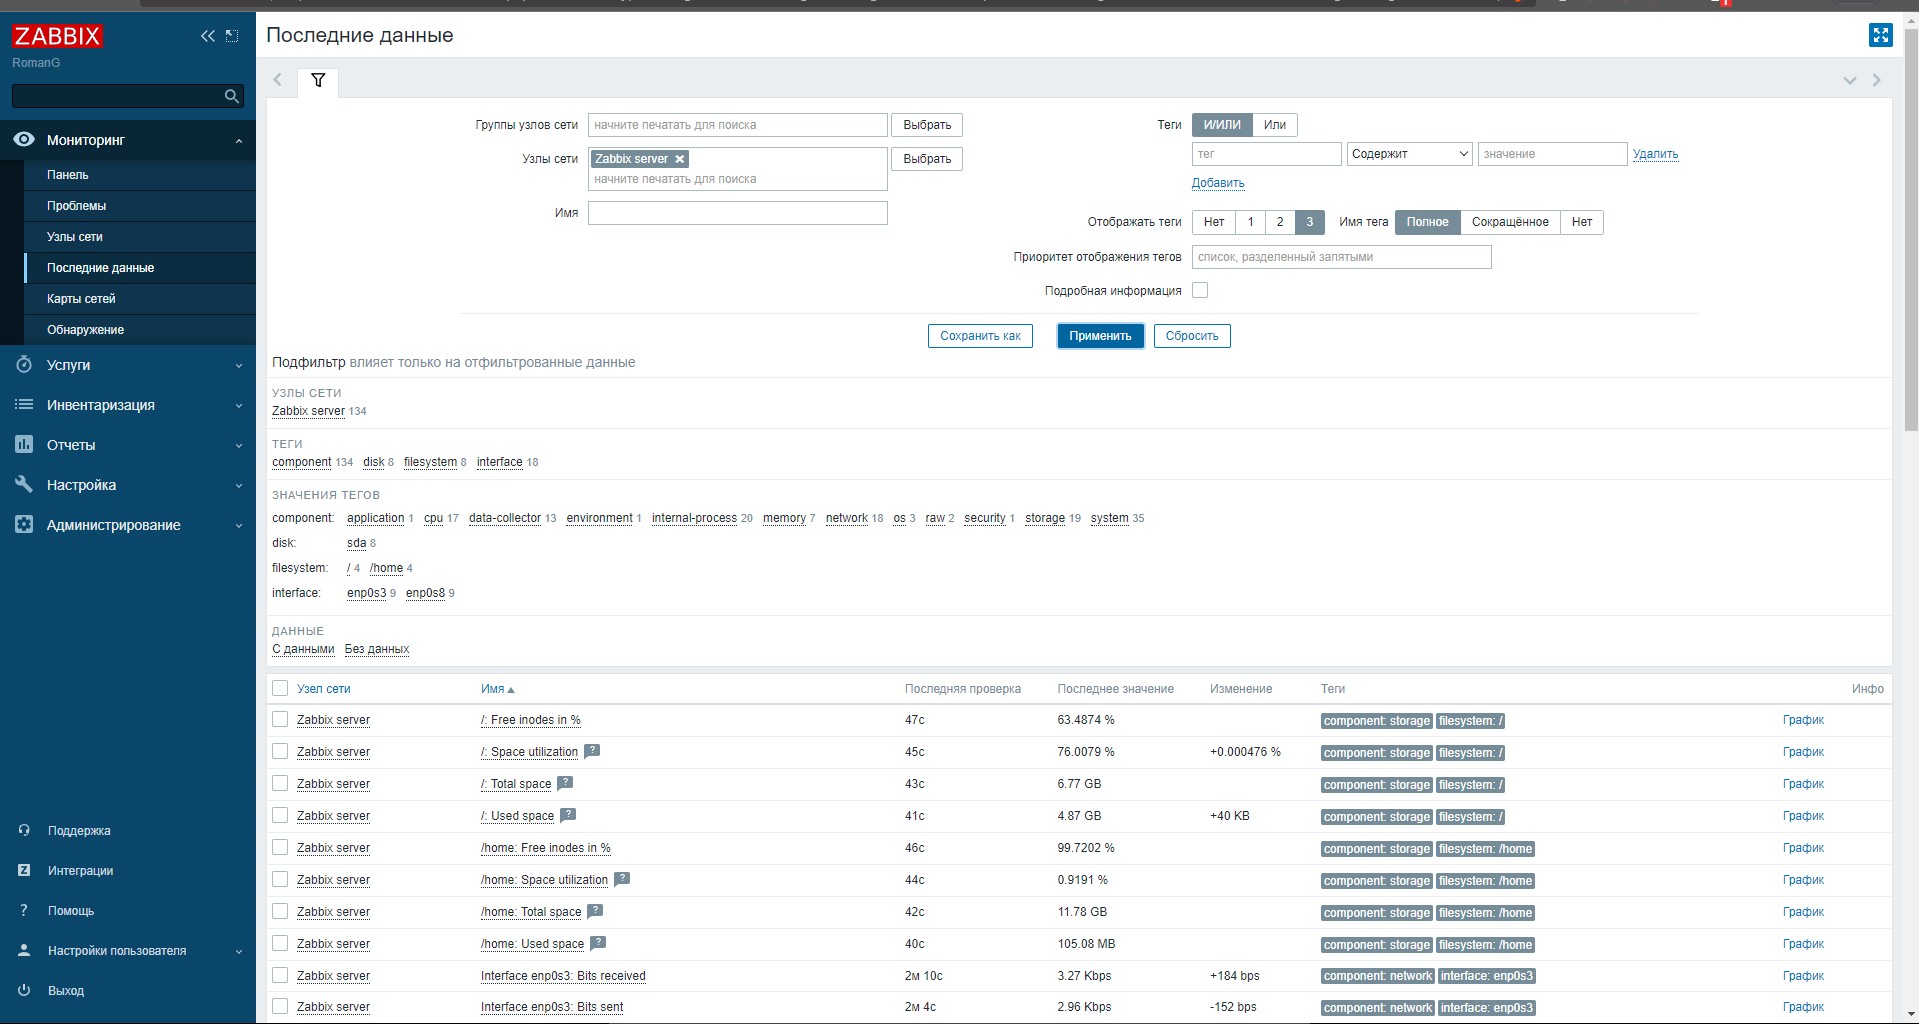 ZABBIX
RomanG
Мониторинг
Панель
Проблемы
Узлы сети
Последние данные
Карты сетей
Обнаружение
Услуги
Инвентаризация
Отчеты
Настройка
Администрирование
Поддержка
Z Интеграции
? Помощь
Настройки пользователя
Выход
Последние данные
Группы узлов сети начните печатать для поиска Выбрать
Узлы сети Zabbix server Выбрать
начните печатать для поиска
Имя
Теги И/ИЛИ Или
тег Содержит значение Удалить
Добавить
Отображать теги Нет 1 2 3 Имя тега Полное Сокращённое Нет
Приоритет отображения тегов список, разделенный запятыми
Подробная информация
Сохранить как Применить Сбросить
Подфильтр влияет только на отфильтрованные данные
УЗЛЫ СЕТИ
Zabbix server 134
ТЕГИ
component 134 disk 8 filesystem 8 interface 18
ЗНАЧЕНИЯ ТЕГОВ
component: application 1 cpu 17 data-collector 13 environment 1 internal-process 20 memory 7 network 18 os 3 raw 2 security 1 storage 19 system 35
disk: sda 8
filesystem: / 4 /home 4
interface: enp0s3 9 enp0s8 9
ДАННЫЕ
С данными Без данных
Узел сети Имя Последняя проверка Последнее значение Изменение Теги Инфо
Zabbix server /: Free inodes in % 47с 63.4874 % component: storage filesystem: / График
Zabbix server /: Space utilization ? 45с 76.0079 % +0.000476 % component: storage filesystem: / График
Zabbix server /: Total space ? 43с 6.77 GB component: storage filesystem: / График
Zabbix server /: Used space ? 41с 4.87 GB +40 KB component: storage filesystem: / График
Zabbix server /home: Free inodes in % 46с 99.7202 % component: storage filesystem: /home График
Zabbix server /home: Space utilization ? 44с 0.9191 % component: storage filesystem: /home График
Zabbix server /home: Total space ? 42с 11.78 GB component: storage filesystem: /home График
Zabbix server /home: Used space ? 40с 105.08 MB component: storage filesystem: /home График
Zabbix server Interface enp0s3: Bits received 2м 10с 3.27 Kbps +184 bps component: network interface: enp0s3 График
Zabbix server Interface enp0s3: Bits sent 2м 4с 2.96 Kbps -152 bps component: network interface: enp0s3 График